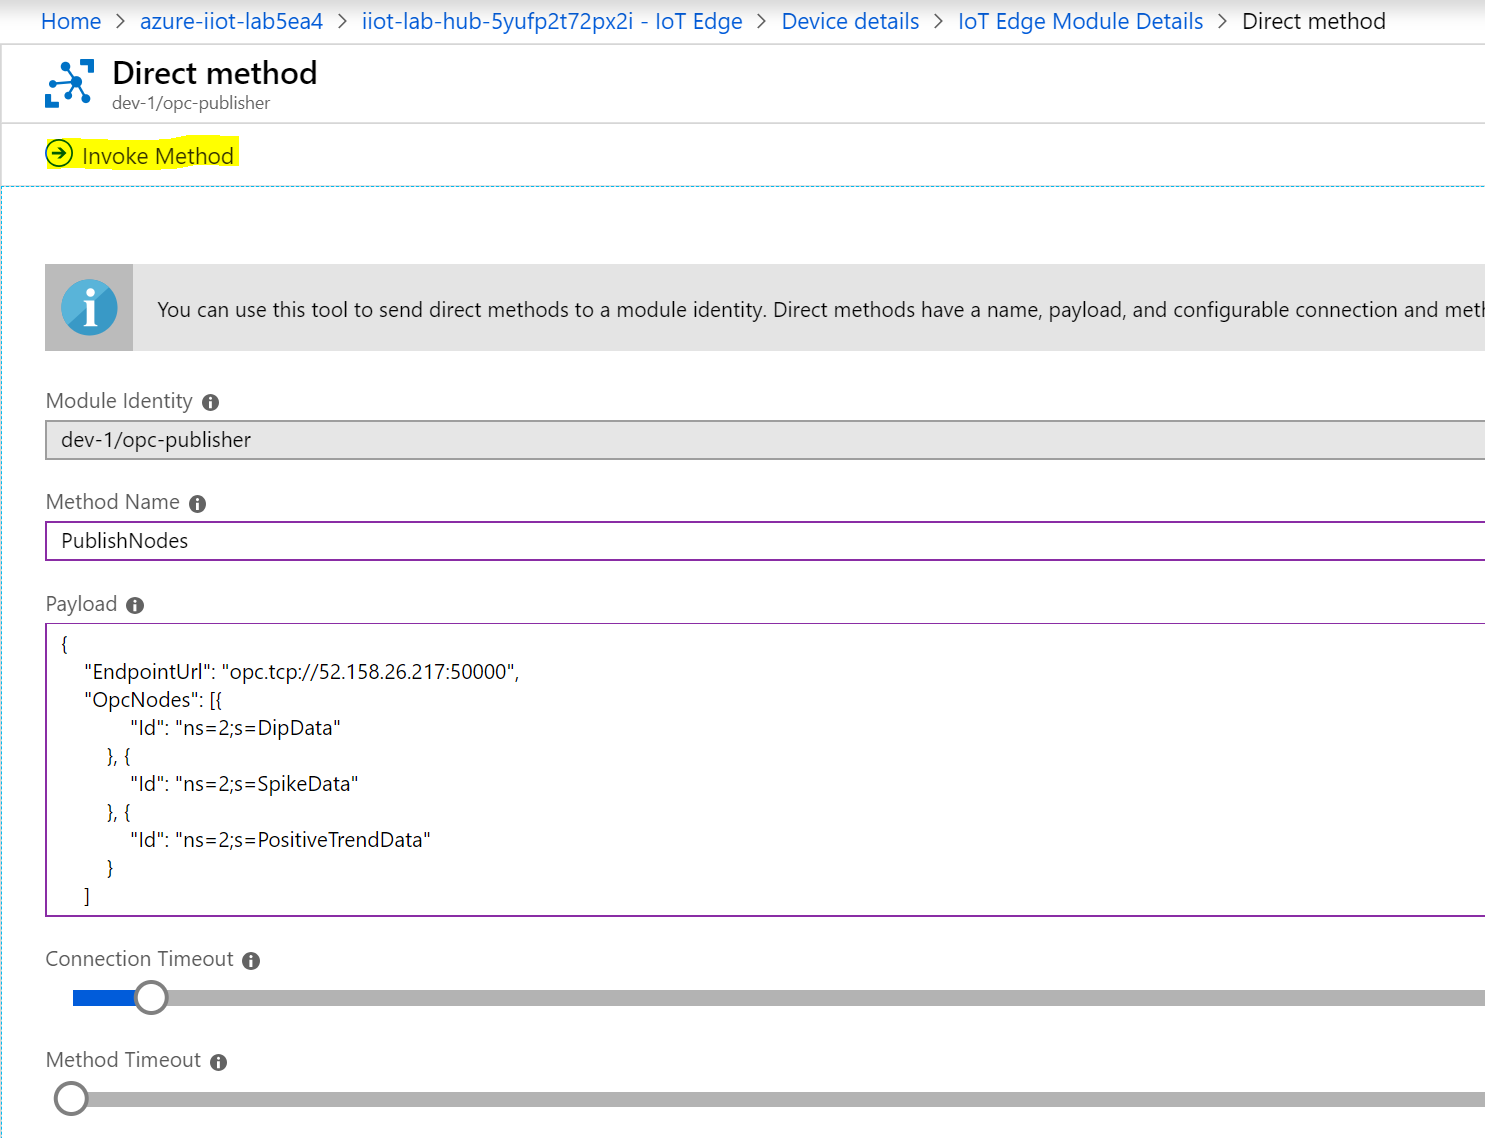 Home > azure-iiot-lab5ea4 > iiot-lab-hub-5yufp2t72px2i - IoT Edge > Device details > IoT Edge Module Details > Direct method
Direct method
dev-1/opc-publisher
Invoke Method
You can use this tool to send direct methods to a module identity. Direct methods have a name, payload, and configurable connection and meth
Module Identity
dev-1/opc-publisher
Method Name
PublishNodes
Payload
{
"EndpointUrl": "opc.tcp://52.158.26.217:50000",
"OpcNodes": [{
"Id": "ns=2;s=DipData"
}, {
"Id": "ns=2;s=SpikeData"
}, {
"Id": "ns=2;s=PositiveTrendData"
}
]
Connection Timeout
Method Timeout